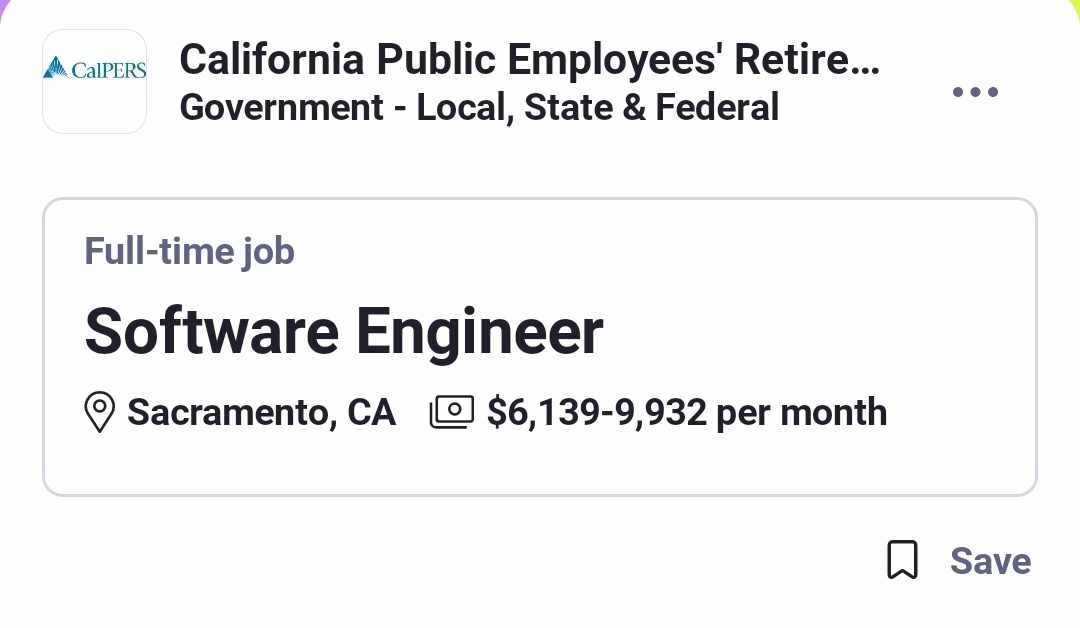 CalPERS
California Public Employees' Retire...
Government - Local, State & Federal
Full-time job
Software Engineer
Sacramento, CA $6,139-9,932 per month
Save